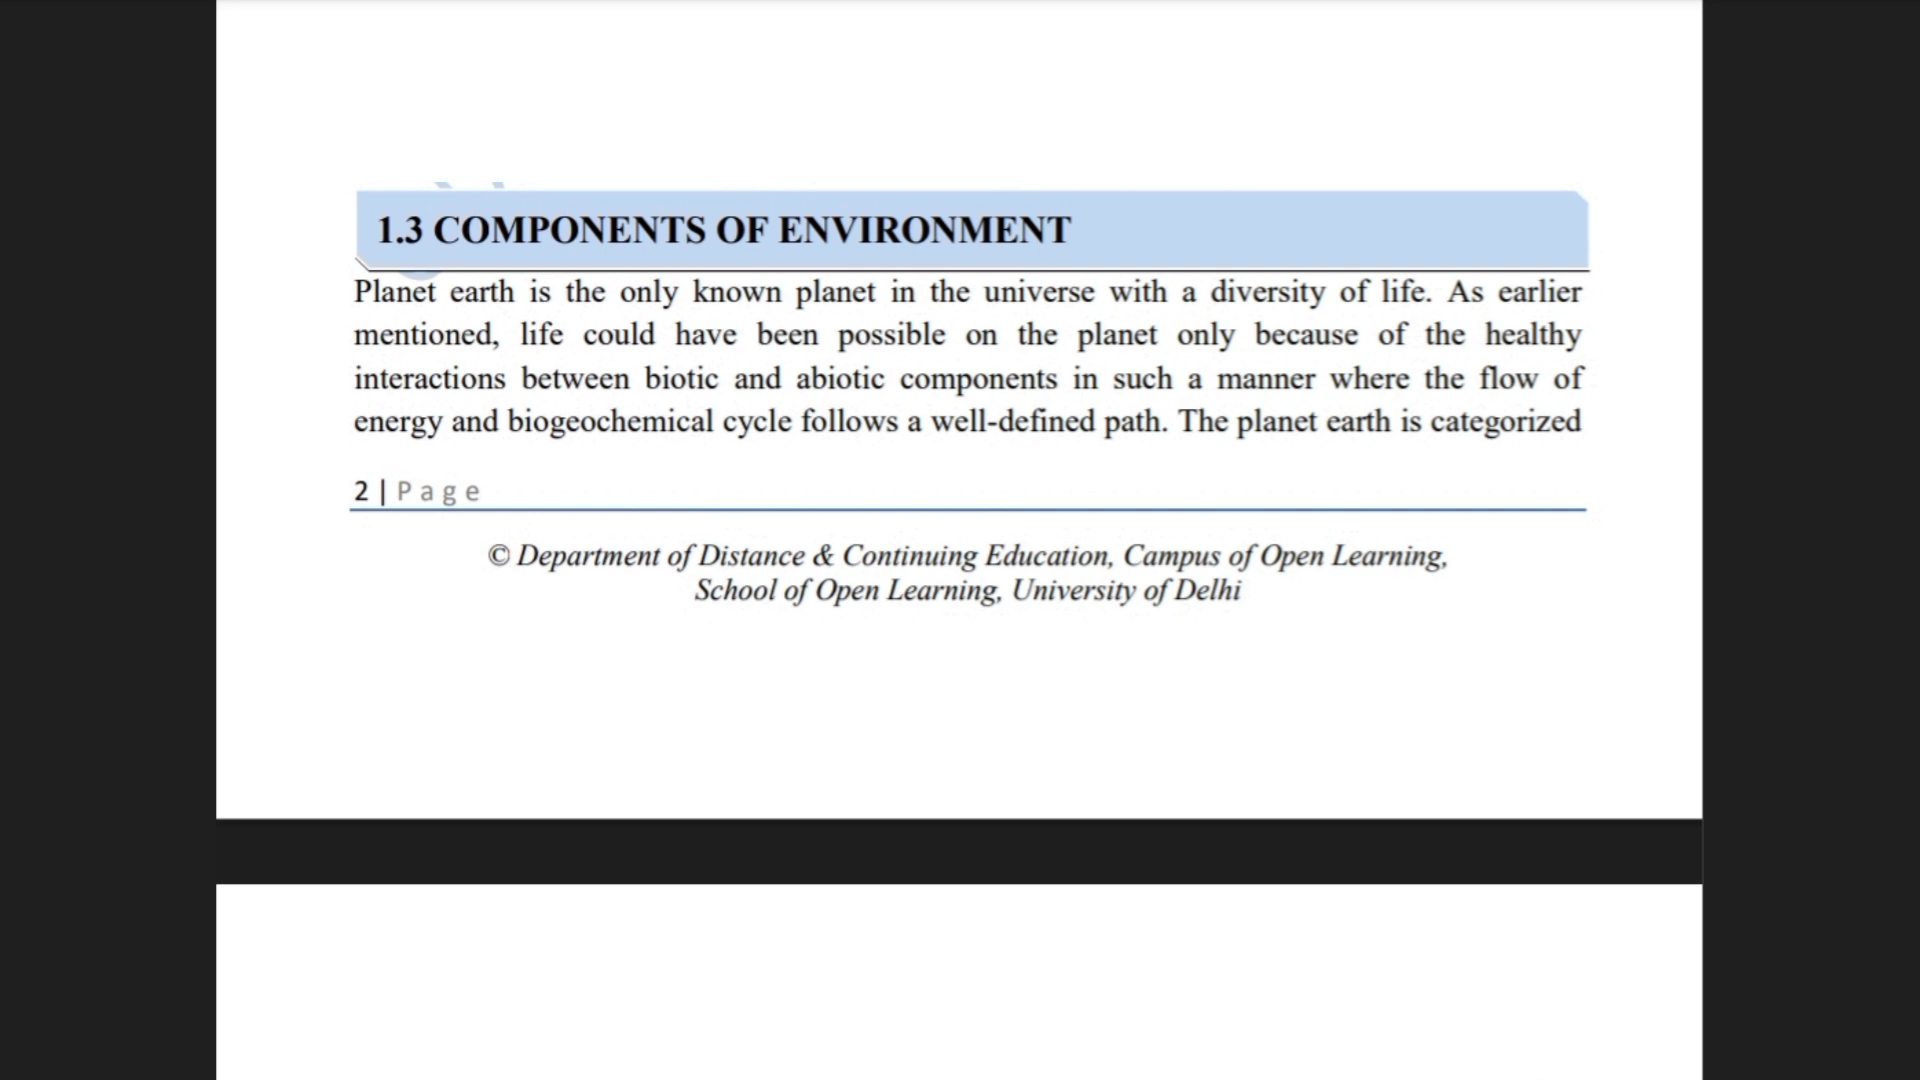 1.3 COMPONENTS OF ENVIRONMENT
Planet earth is the only known planet in the universe with a diversity of life. As earlier
mentioned, life could have been possible on the planet only because of the healthy
interactions between biotic and abiotic components in such a manner where the flow of
energy and biogeochemical cycle follows a well-defined path. The planet earth is categorized
2 | P a g e
© Department of Distance & Continuing Education, Campus of Open Learning,
School of Open Learning, University of Delhi